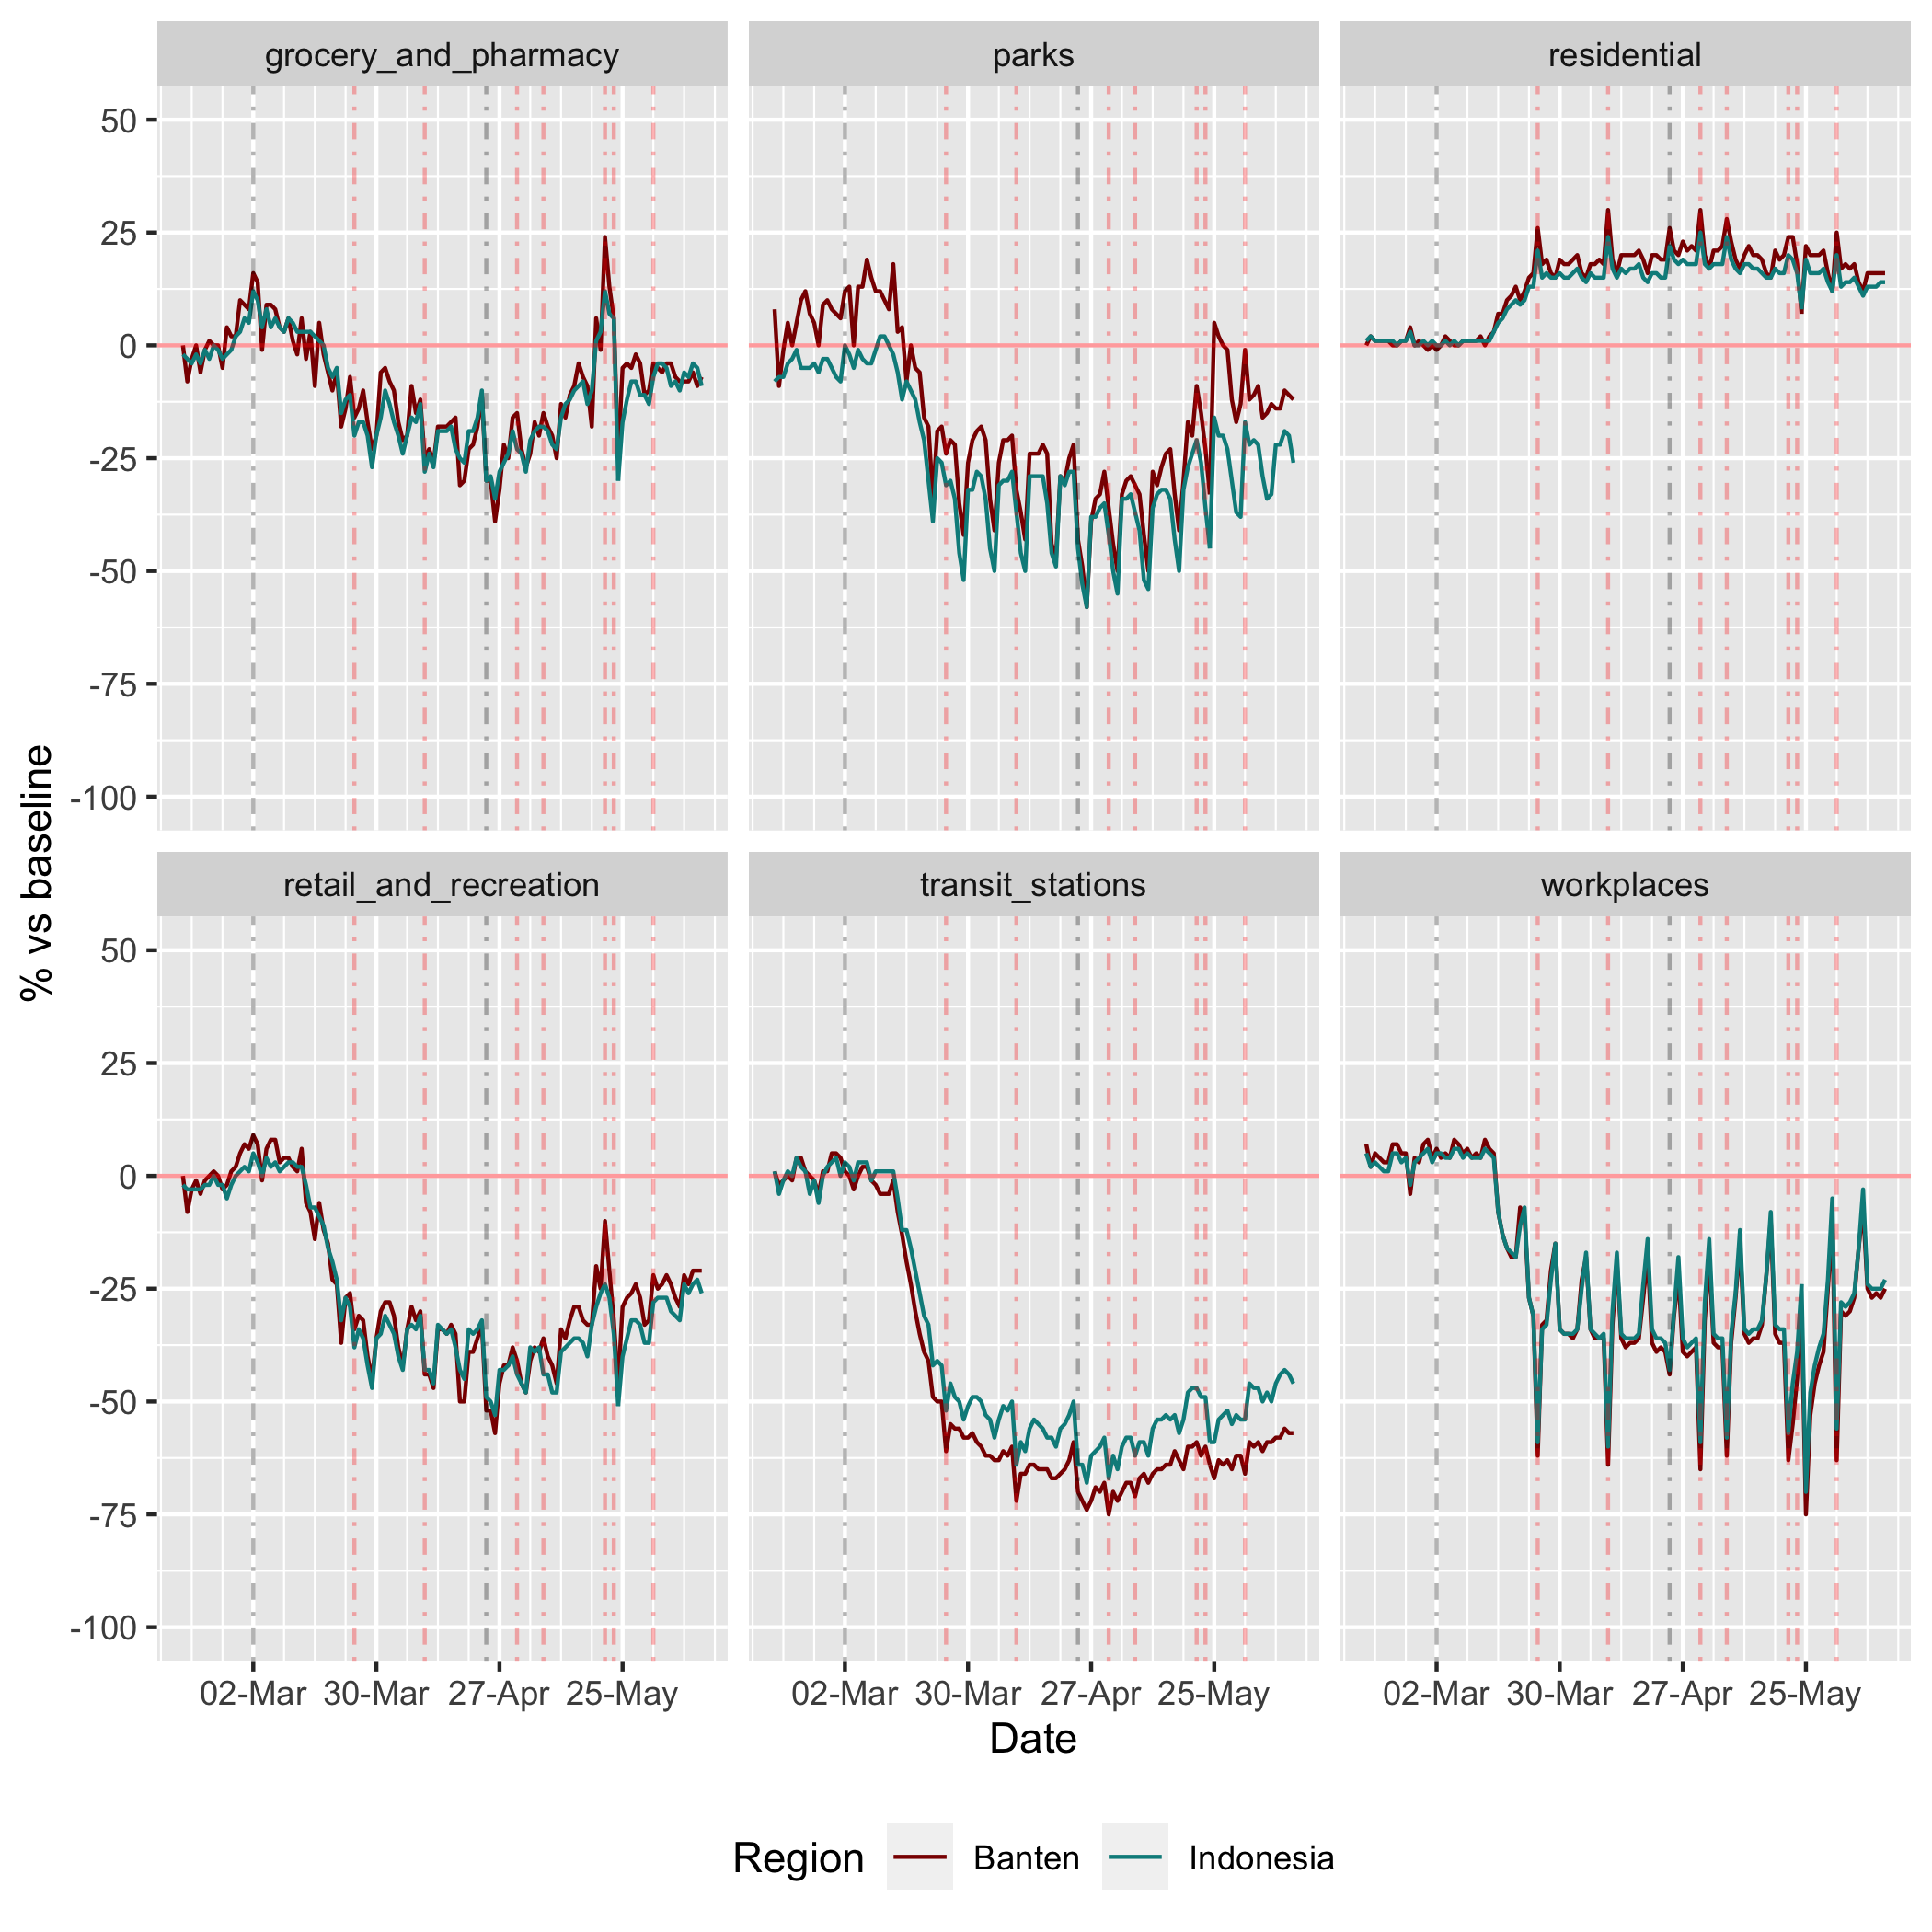 grocery_and_pharmacy parks residential
50
25
0
-25
-50
-75
-100
% vs baseline
retail_and_recreation transit_stations workplaces
50
25
0
-25
-50
-75
-100
02-Mar 30-Mar 27-Apr 25-May 02-Mar 30-Mar 27-Apr 25-May 02-Mar 30-Mar 27-Apr 25-May
Date
Region Banten Indonesia